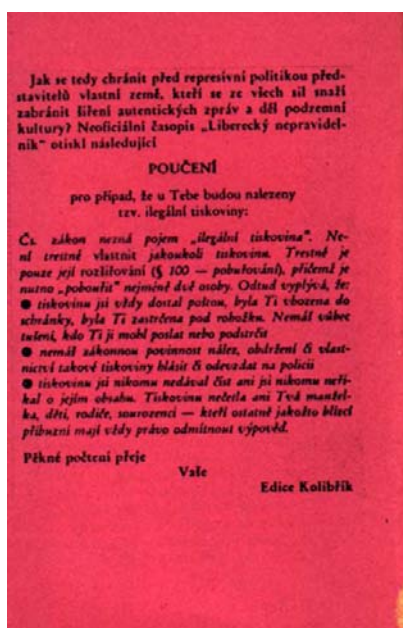 Jak se tedy chránit před represivní politikou před-
stavitelů vlastní země, kteří se ze všech sil snaží
zabránit šíření autentických zpráv a děl podzemní
kultury? Neoficiální časopis „Liberecký nepravidel-
ník“ otiskl následující
POUČENÍ
pro případ, že u Tebe budou nalezeny
tzv. ilegální tiskoviny:
Čs. zákon nezná pojem „ilegální tiskovina“. Ne-
ní trestné vlastnit jakoukoli tiskovinu. Trestné je
pouze její rozšiřování (§ 100 — pobuřování), přičemž je
nutno „pobouřit“ nejméně dvě osoby. Odtud vyplývá, že:
● tiskovinu jsi vždy dostal poštou, byla Ti vhozena do
schránky, byla Ti zastrčena pod rohožku. Nemáš vůbec
tušení, kdo Ti ji mohl poslat nebo podstrčit
● nemáš zákonnou povinnost nález, obdržení či vlast-
nictví takové tiskoviny hlásit či odevzdat na policii
● tiskovinu jsi nikomu nedával číst ani jsi nikomu neří-
kal o jejím obsahu. Tiskovinu nečetla ani Tvá manžel-
ka, děti, rodiče, sourozenci — kteří ostatně jakožto blízcí
příbuzní mají vždy právo odmítnout výpověď.
Pěkné počtení přeje
Vaše
Edice Kolibřík